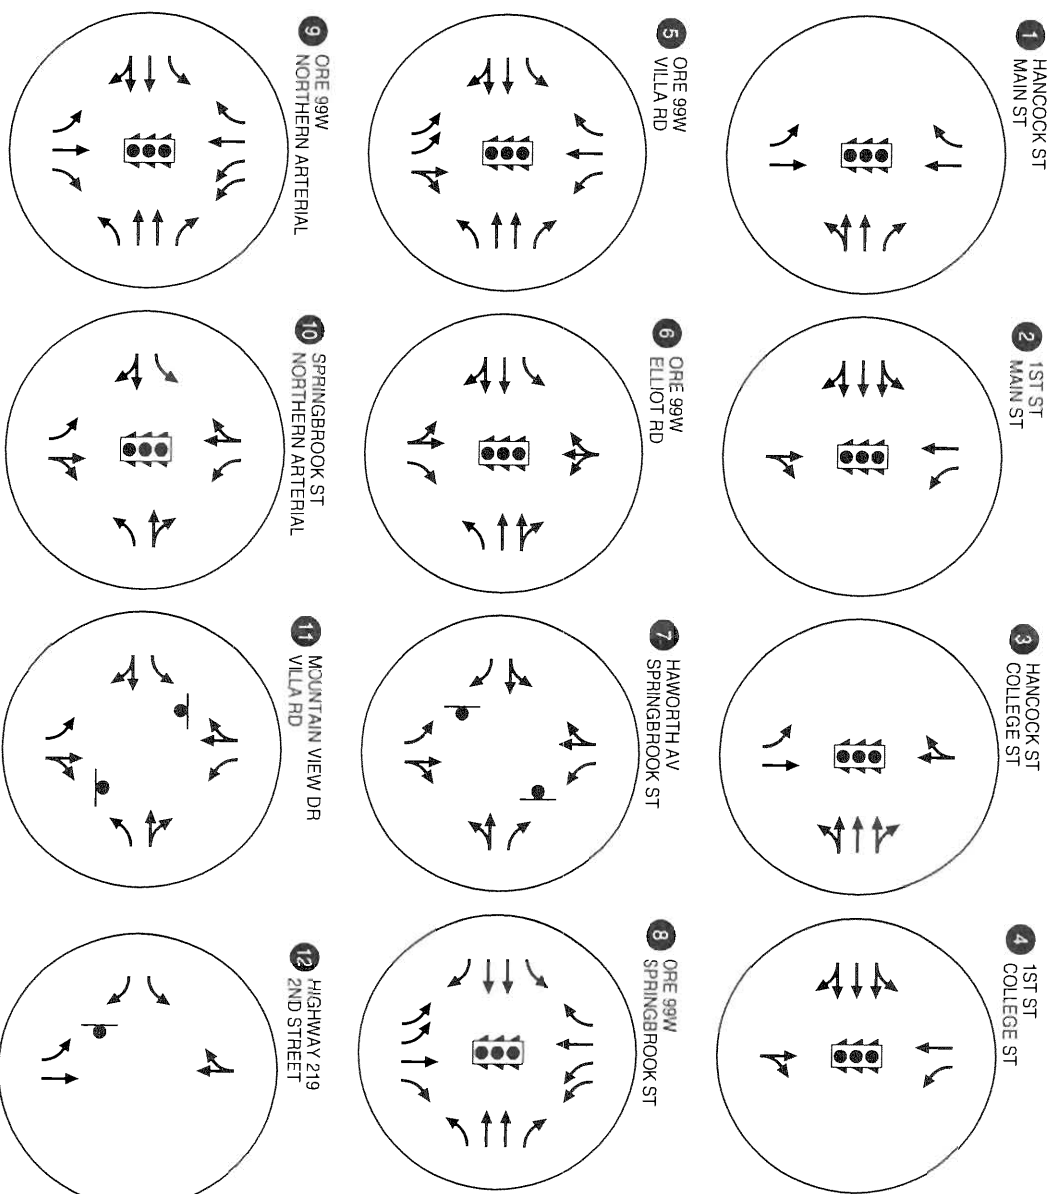 1 HANCOCK ST
MAIN ST
2 1ST ST
MAIN ST
3 HANCOCK ST
COLLEGE ST
4 1ST ST
COLLEGE ST
5 ORE 99W
VILLA RD
6 ORE 99W
ELLIOT RD
7 HAWORTH AV
SPRINGBROOK ST
8 ORE 99W
SPRINGBROOK ST
9 ORE 99W
NORTHERN ARTERIAL
10 SPRINGBROOK ST
NORTHERN ARTERIAL
11 MOUNTAIN VIEW DR
VILLA RD
12 HIGHWAY 219
2ND STREET